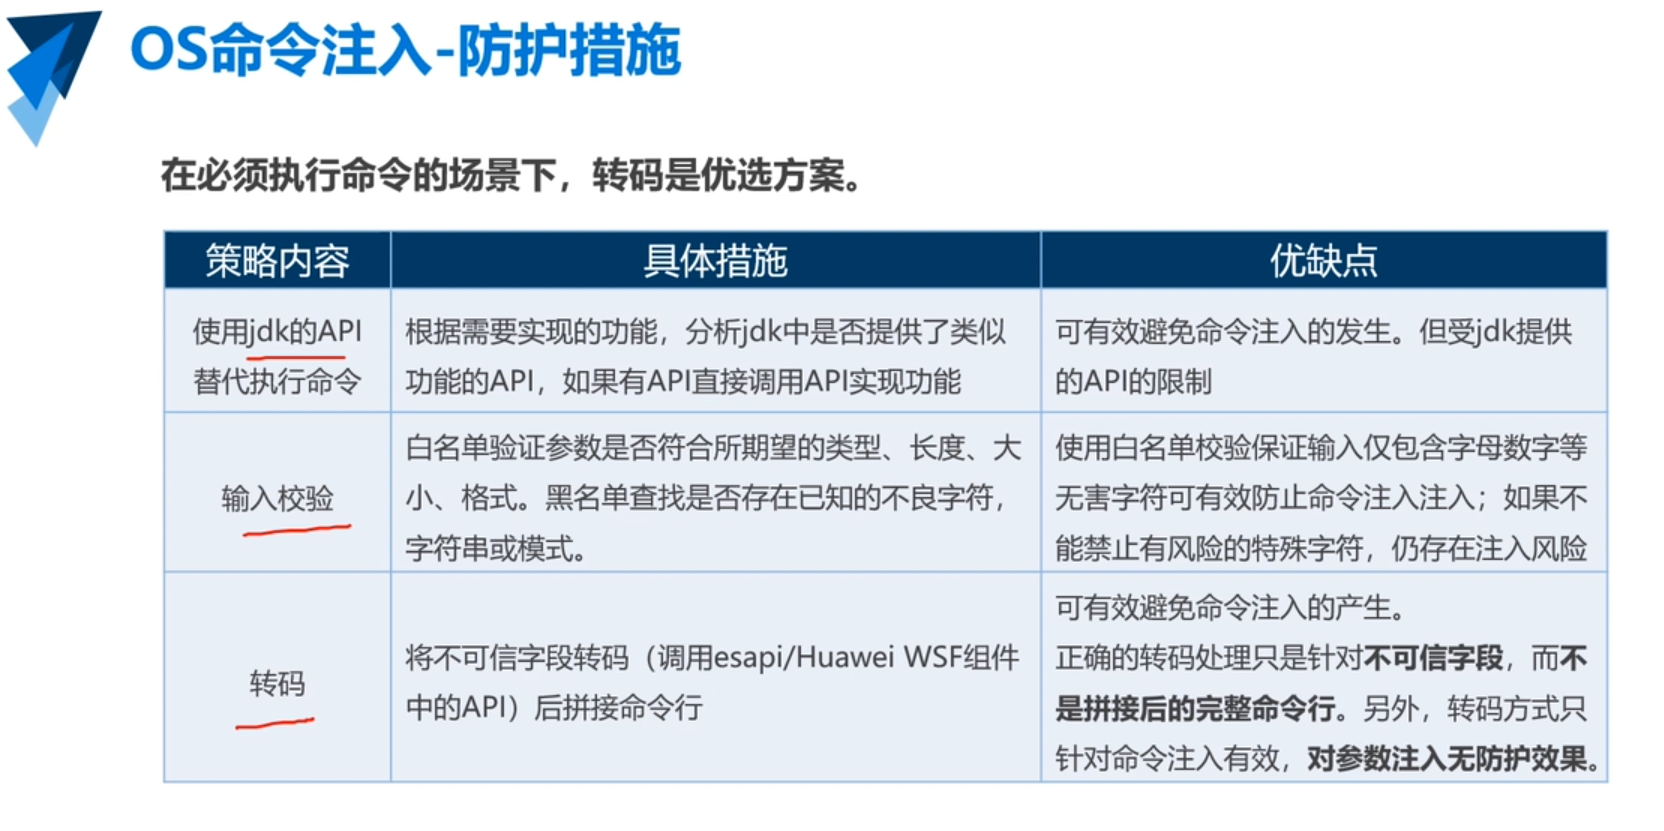 OS命令注入-防护措施
在必须执行命令的场景下，转码是优选方案。
策略内容
具体措施
优缺点
使用jdk的API
替代执行命令
根据需要实现的功能，分析jdk中是否提供了类似
功能的API，如果有API直接调用API实现功能
可有效避免命令注入的发生。但受jdk提供
的API的限制
输入校验
白名单验证参数是否符合所期望的类型、长度、大
小、格式。黑名单查找是否存在已知的不良字符，
字符串或模式。
使用白名单校验保证输入仅包含字母数字等
无害字符可有效防止命令注入注入；如果不
能禁止有风险的特殊字符，仍存在注入风险
转码
将不可信字段转码（调用esapi/Huawei WSF组件
中的API）后拼接命令行
可有效避免命令注入的产生。
正确的转码处理只是针对不可信字段，而不
是拼接后的完整命令行。另外，转码方式只
针对命令注入有效，对参数注入无防护效果。